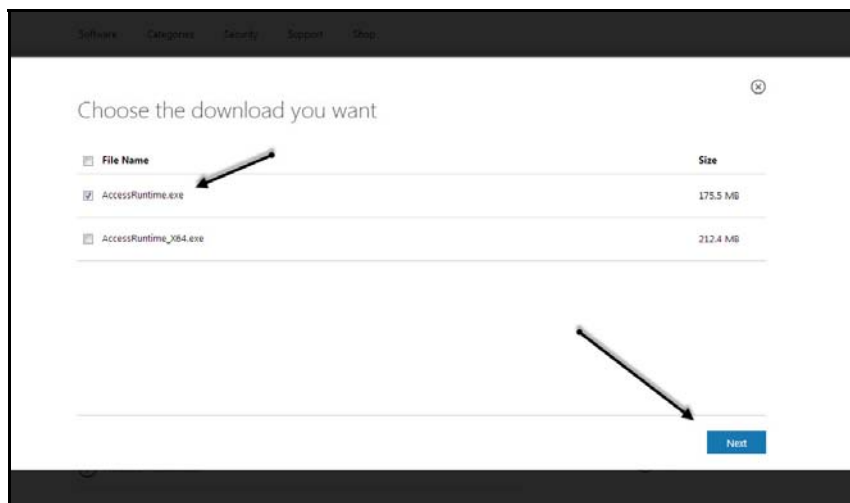 Software Categories Security Support Shop
Choose the download you want
File Name Size
AccessRuntime.exe 175.5 MB
AccessRuntime_X64.exe 212.4 MB
Next